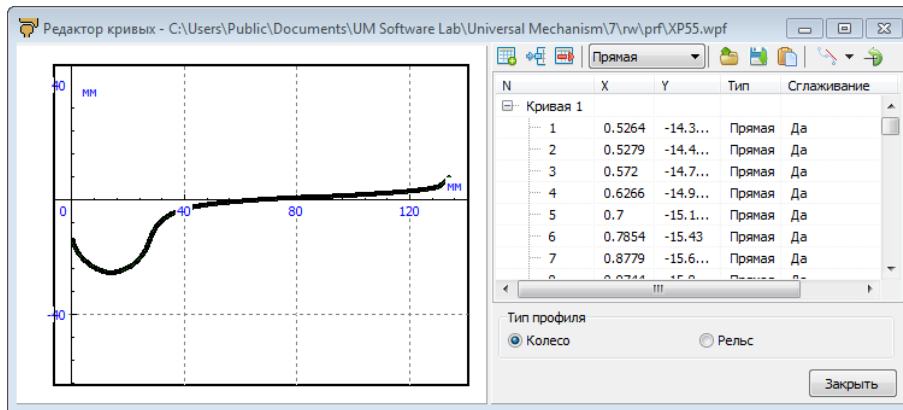 Редактор кривых - C:\Users\Public\Documents\UM Software Lab\Universal Mechanism\7\rw\prf\XP55.wpf
Прямая
40
мм
мм
0
40
80
120
-40
N X Y Тип Сглаживание
Кривая 1
1 0.5264 -14.3... Прямая Да
2 0.5279 -14.4... Прямая Да
3 0.572 -14.7... Прямая Да
4 0.6266 -14.9... Прямая Да
5 0.7 -15.1... Прямая Да
6 0.7854 -15.43 Прямая Да
7 0.8779 -15.6... Прямая Да
Тип профиля
Колесо
Рельс
Закрыть